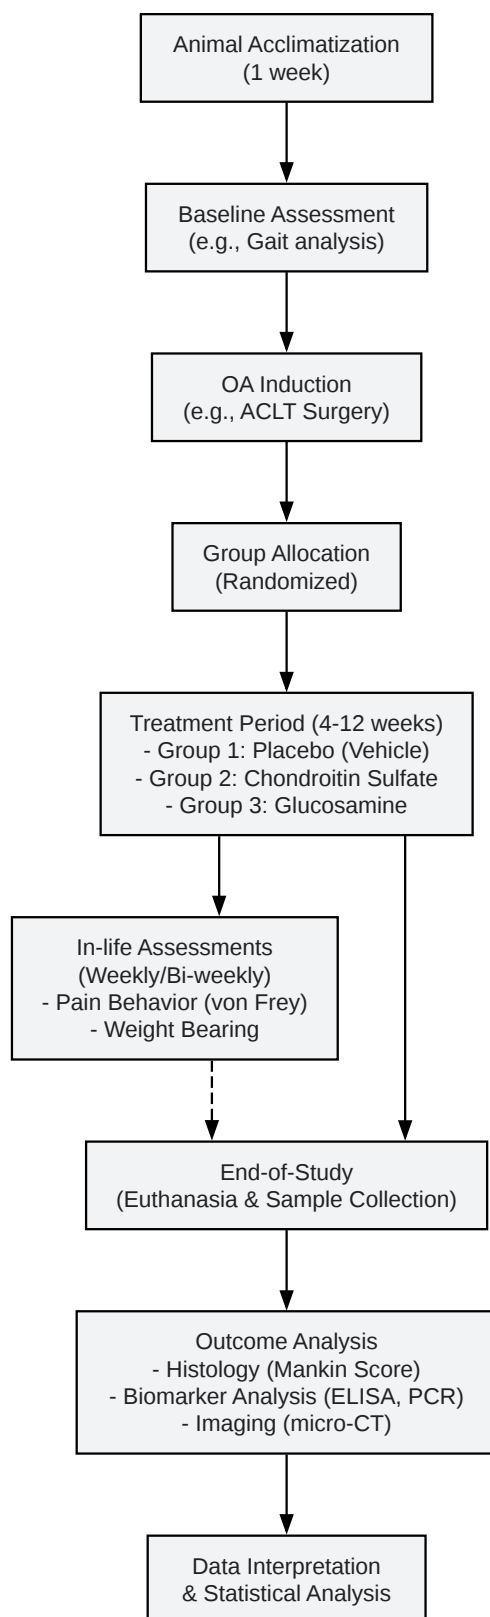 Animal Acclimatization
(1 week)
Baseline Assessment
(e.g., Gait analysis)
OA Induction
(e.g., ACLT Surgery)
Group Allocation
(Randomized)
Treatment Period (4-12 weeks)
- Group 1: Placebo (Vehicle)
- Group 2: Chondroitin Sulfate
- Group 3: Glucosamine
In-life Assessments
(Weekly/Bi-weekly)
- Pain Behavior (von Frey)
- Weight Bearing
End-of-Study
(Euthanasia & Sample Collection)
Outcome Analysis
- Histology (Mankin Score)
- Biomarker Analysis (ELISA, PCR)
- Imaging (micro-CT)
Data Interpretation
& Statistical Analysis